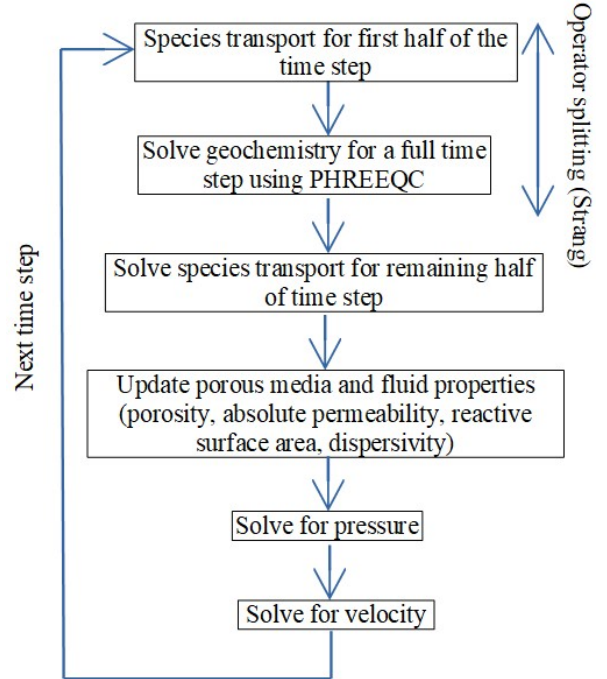 Species transport for first half of the
time step
Solve geochemistry for a full time
step using PHREEQC
Solve species transport for remaining half
of time step
Update porous media and fluid properties
(porosity, absolute permeability, reactive
surface area, dispersivity)
Solve for pressure
Solve for velocity
Next time step
Operator splitting (Strang)